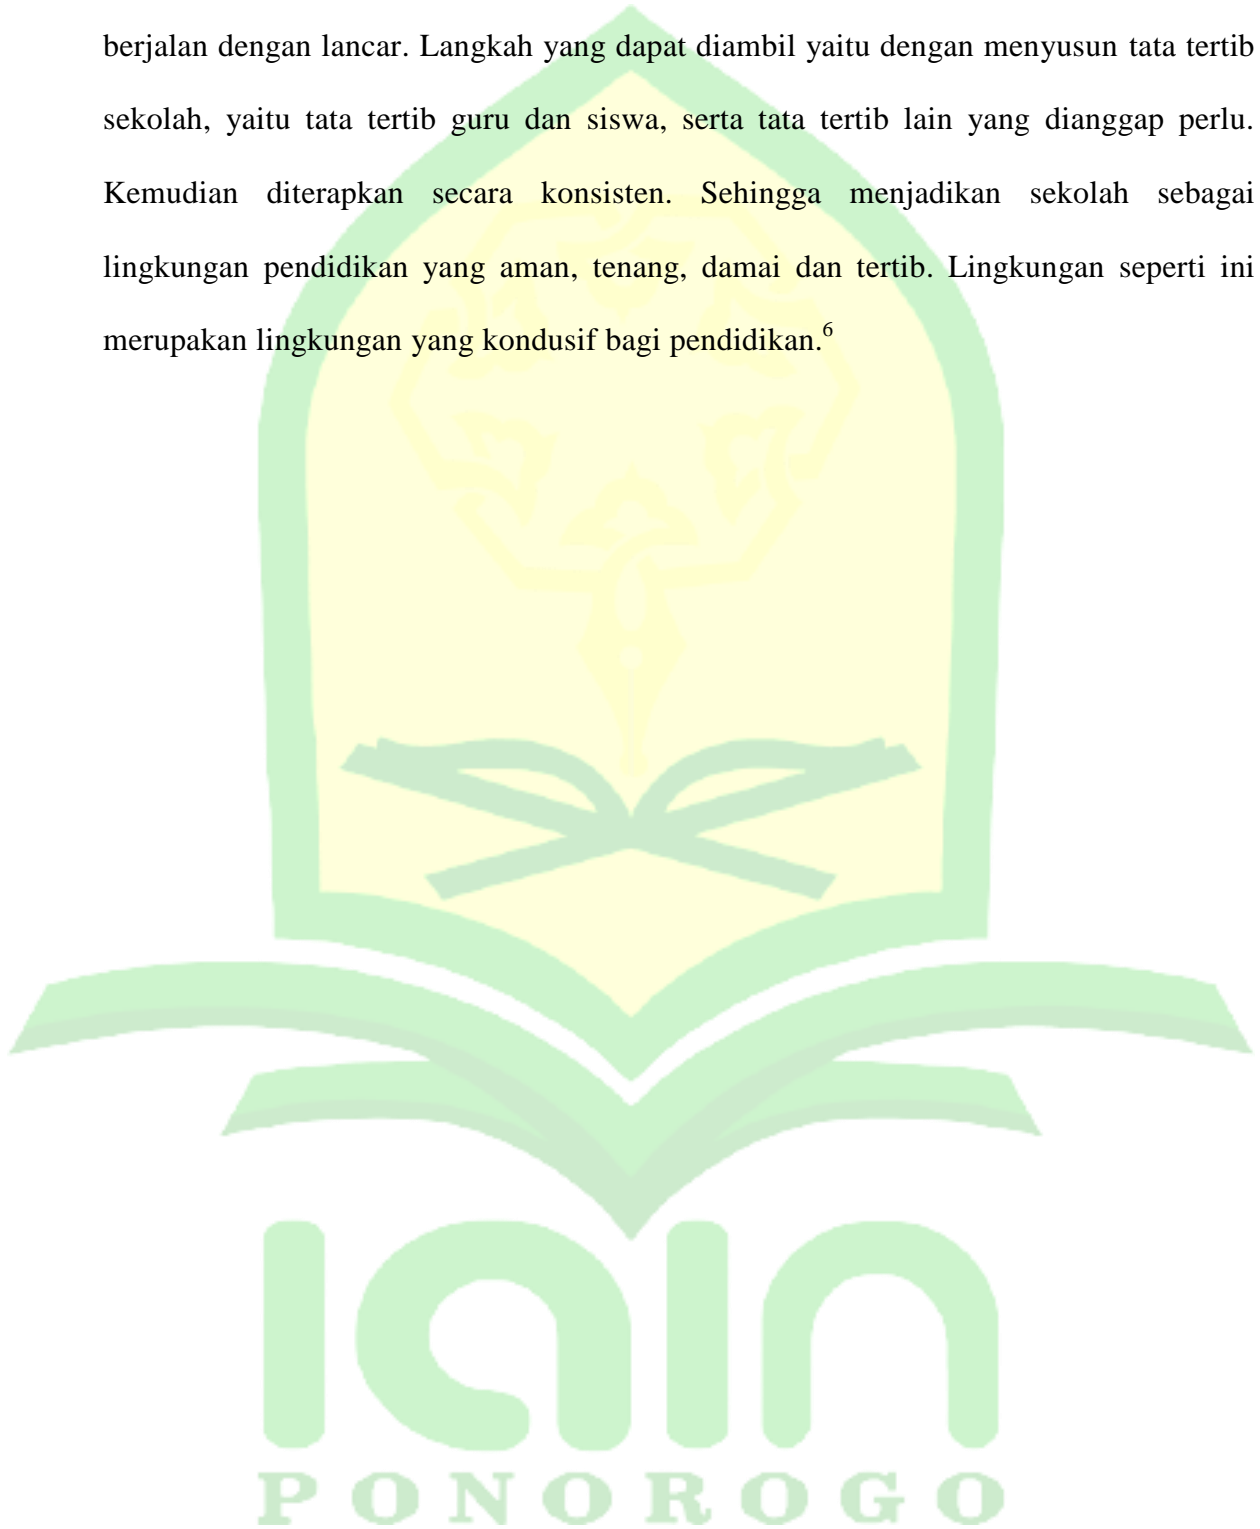 berjalan dengan lancar. Langkah yang dapat diambil yaitu dengan menyusun tata tertib
sekolah, yaitu tata tertib guru dan siswa, serta tata tertib lain yang dianggap perlu.
Kemudian diterapkan secara konsisten. Sehingga menjadikan sekolah sebagai
lingkungan pendidikan yang aman, tenang, damai dan tertib. Lingkungan seperti ini
merupakan lingkungan yang kondusif bagi pendidikan.⁶
iain
PONOROGO